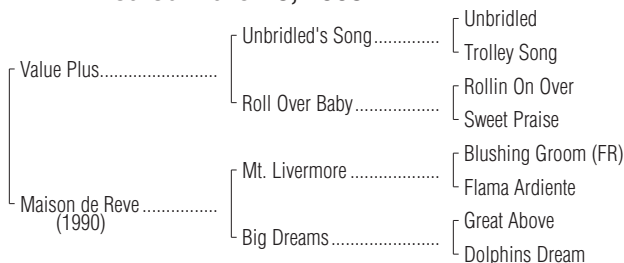 Unbridled
Unbridled's Song..............
Trolley Song
Value Plus.........................
Rollin On Over
Roll Over Baby ..................
Sweet Praise
Blushing Groom (FR)
Mt. Livermore ...................
Flama Ardiente
Maison de Reve ................
(1990)
Great Above
Big Dreams.......................
Dolphins Dream